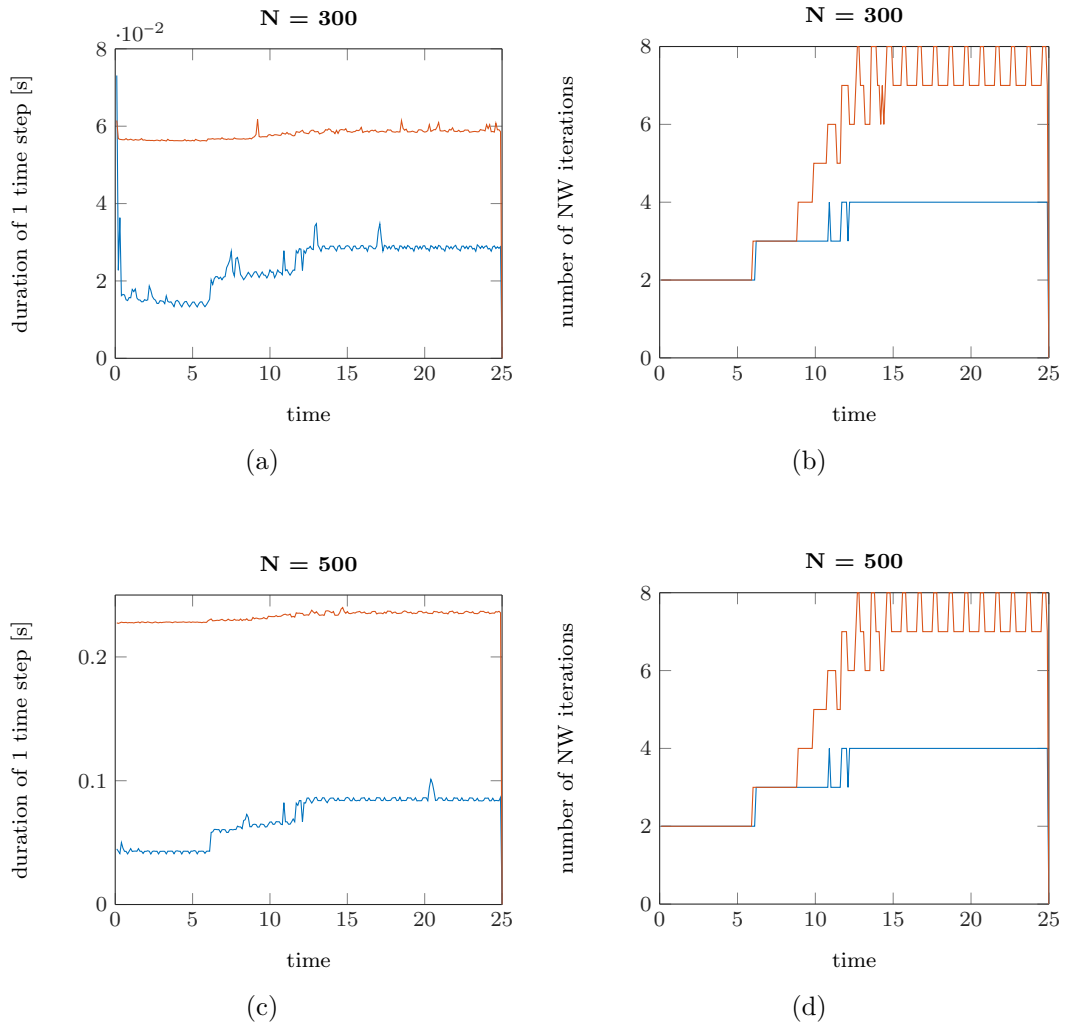 N = 300
·10−2
duration of 1 time step [s]
8
6
4
2
0
0 5 10 15 20 25
time
(a)
N = 300
number of NW iterations
8
6
4
2
0
0 5 10 15 20 25
time
(b)
N = 500
duration of 1 time step [s]
0.2
0.1
0
0 5 10 15 20 25
time
(c)
N = 500
number of NW iterations
8
6
4
2
0
0 5 10 15 20 25
time
(d)